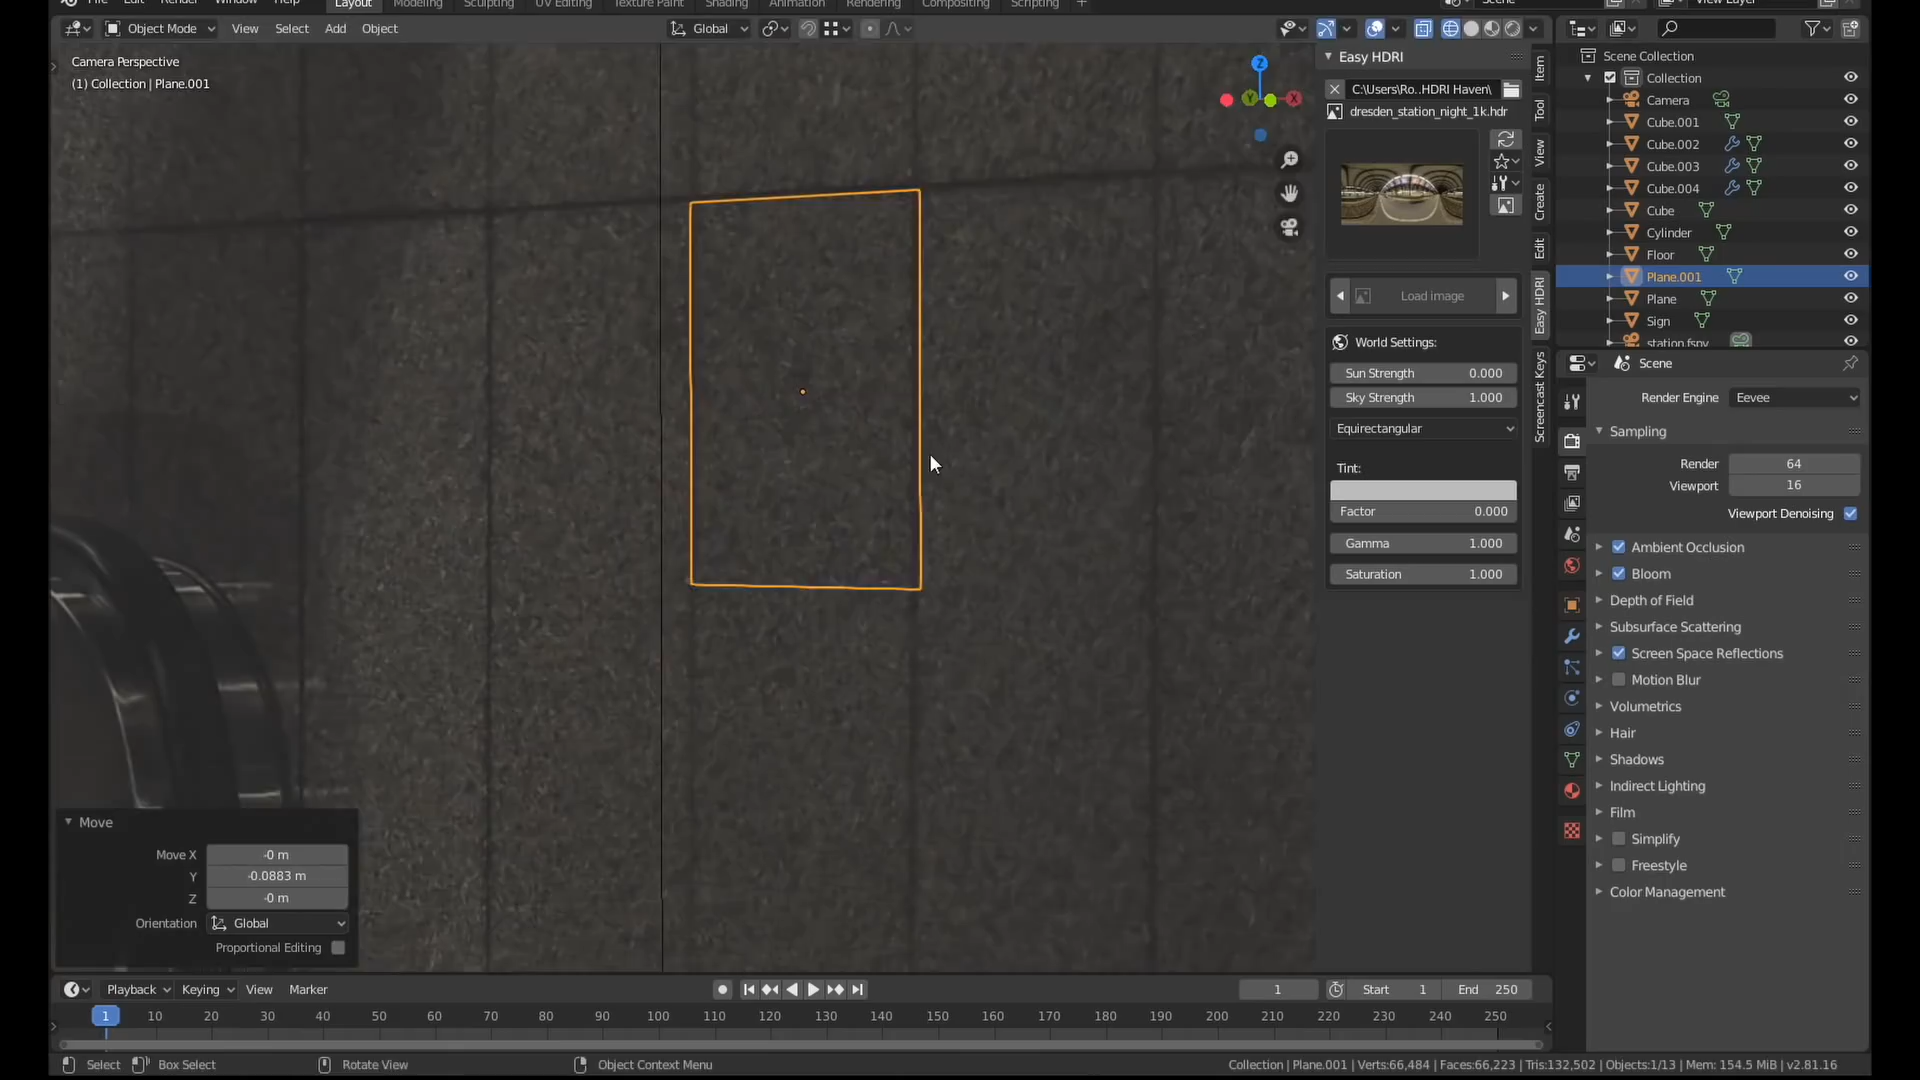 File Edit Render Window Help Layout Modeling Sculpting UV Editing Texture Paint Shading Animation Rendering Compositing Scripting + Scene View Layer
Object Mode View Select Add Object Global
Camera Perspective
(1) Collection | Plane.001
Z
Y
X
Easy HDRI
C:\Users\Ro..HDRI Haven\
dresden_station_night_1k.hdr
Load image
World Settings:
Sun Strength 0.000
Sky Strength 1.000
Equirectangular
Tint:
Factor 0.000
Gamma 1.000
Saturation 1.000
Item
Tool
View
Create
Edit
Easy HDRI
Screencast Keys
Scene Collection
Collection
Camera
Cube.001
Cube.002
Cube.003
Cube.004
Cube
Cylinder
Floor
Plane.001
Plane
Sign
station.fspy
Scene
Render Engine Eevee
Sampling
Render 64
Viewport 16
Viewport Denoising
Ambient Occlusion
Bloom
Depth of Field
Subsurface Scattering
Screen Space Reflections
Motion Blur
Volumetrics
Hair
Shadows
Indirect Lighting
Film
Simplify
Freestyle
Color Management
Move
Move X -0 m
Y -0.0883 m
Z -0 m
Orientation Global
Proportional Editing
Playback Keying View Marker 1 Start 1 End 250
1 10 20 30 40 50 60 70 80 90 100 110 120 130 140 150 160 170 180 190 200 210 220 230 240 250
Select Box Select Rotate View Object Context Menu Collection | Plane.001 | Verts:66,484 | Faces:66,223 | Tris:132,502 | Objects:1/13 | Mem: 154.5 MiB | v2.81.16